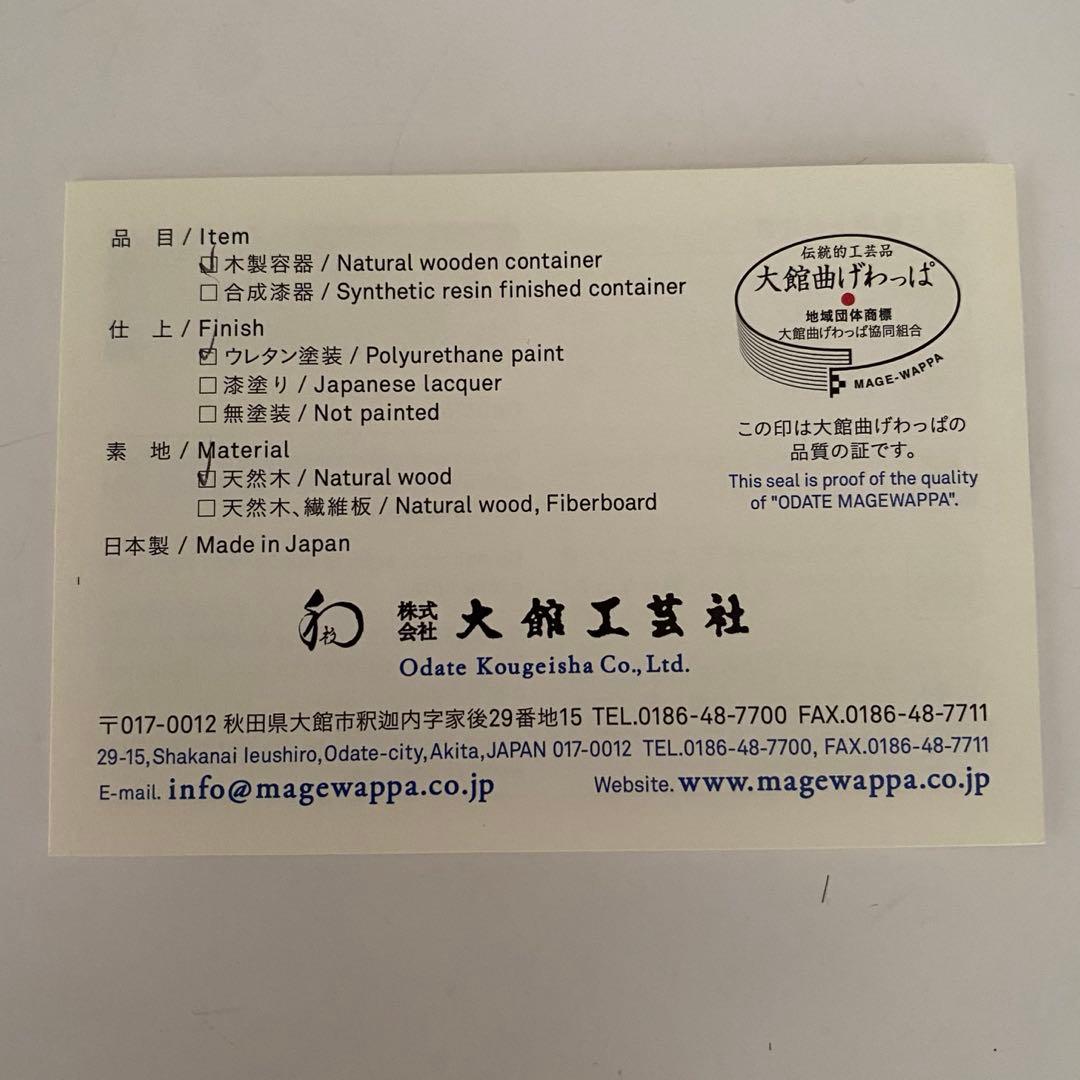 品 目 / Item
☑ 木製容器 / Natural wooden container
☐ 合成漆器 / Synthetic resin finished container
仕 上 / Finish
☑ ウレタン塗装 / Polyurethane paint
☐ 漆塗り / Japanese lacquer
☐ 無塗装 / Not painted
素 地 / Material
☑ 天然木 / Natural wood
☐ 天然木、繊維板 / Natural wood, Fiberboard
日本製 / Made in Japan
伝統的工芸品
大館曲げわっぱ
地域団体商標
大館曲げわっぱ協同組合
MAGE-WAPPA
この印は大館曲げわっぱの
品質の証です。
This seal is proof of the quality
of "ODATE MAGEWAPPA".
株式会社 大館工芸社
Odate Kougeisha Co., Ltd.
〒017-0012 秋田県大館市釈迦内字家後29番地15 TEL.0186-48-7700 FAX.0186-48-7711
29-15,Shakanai Ieushiro,Odate-city,Akita,JAPAN 017-0012 TEL.0186-48-7700, FAX.0186-48-7711
E-mail. info@magewappa.co.jp Website. www.magewappa.co.jp